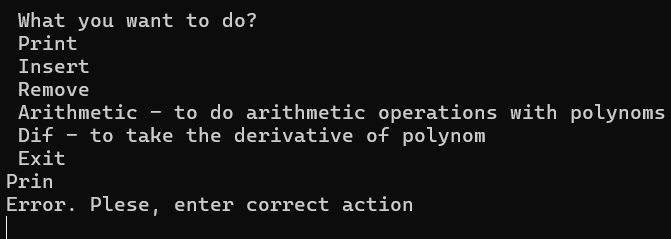 What you want to do?
Print
Insert
Remove
Arithmetic - to do arithmetic operations with polynoms
Dif - to take the derivative of polynom
Exit
Prin
Error. Plese, enter correct action